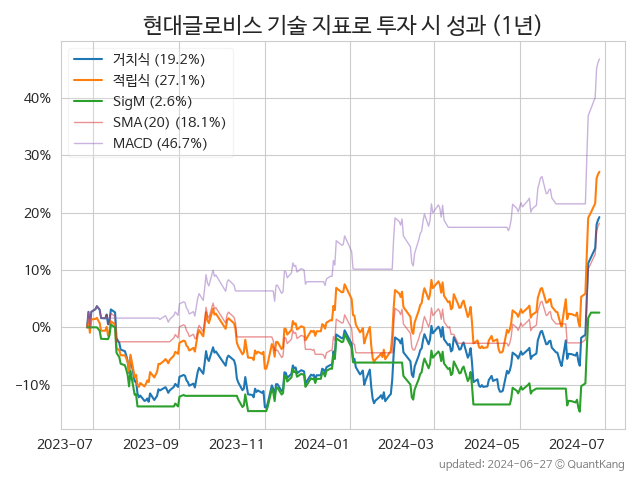 현대글로비스 기술 지표로 투자 시 성과 (1년)
거치식 (19.2%)
적립식 (27.1%)
SigM (2.6%)
SMA(20) (18.1%)
MACD (46.7%)
40%
30%
20%
10%
0%
−10%
2023-07 2023-09 2023-11 2024-01 2024-03 2024-05 2024-07
updated: 2024-06-27 © QuantKang